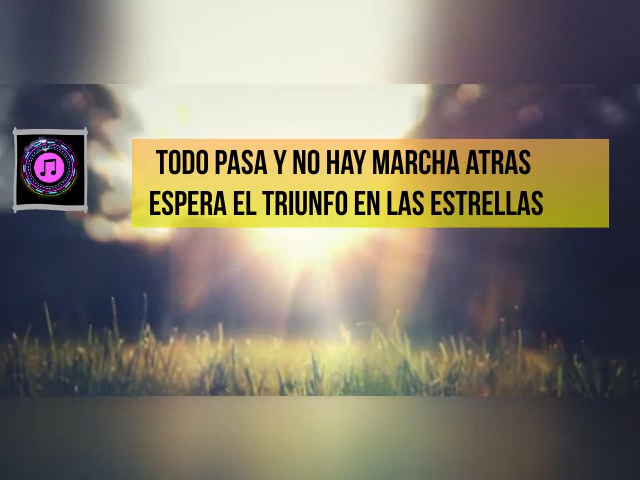 TODO PASA Y NO HAY MARCHA ATRAS
ESPERA EL TRIUNFO EN LAS ESTRELLAS